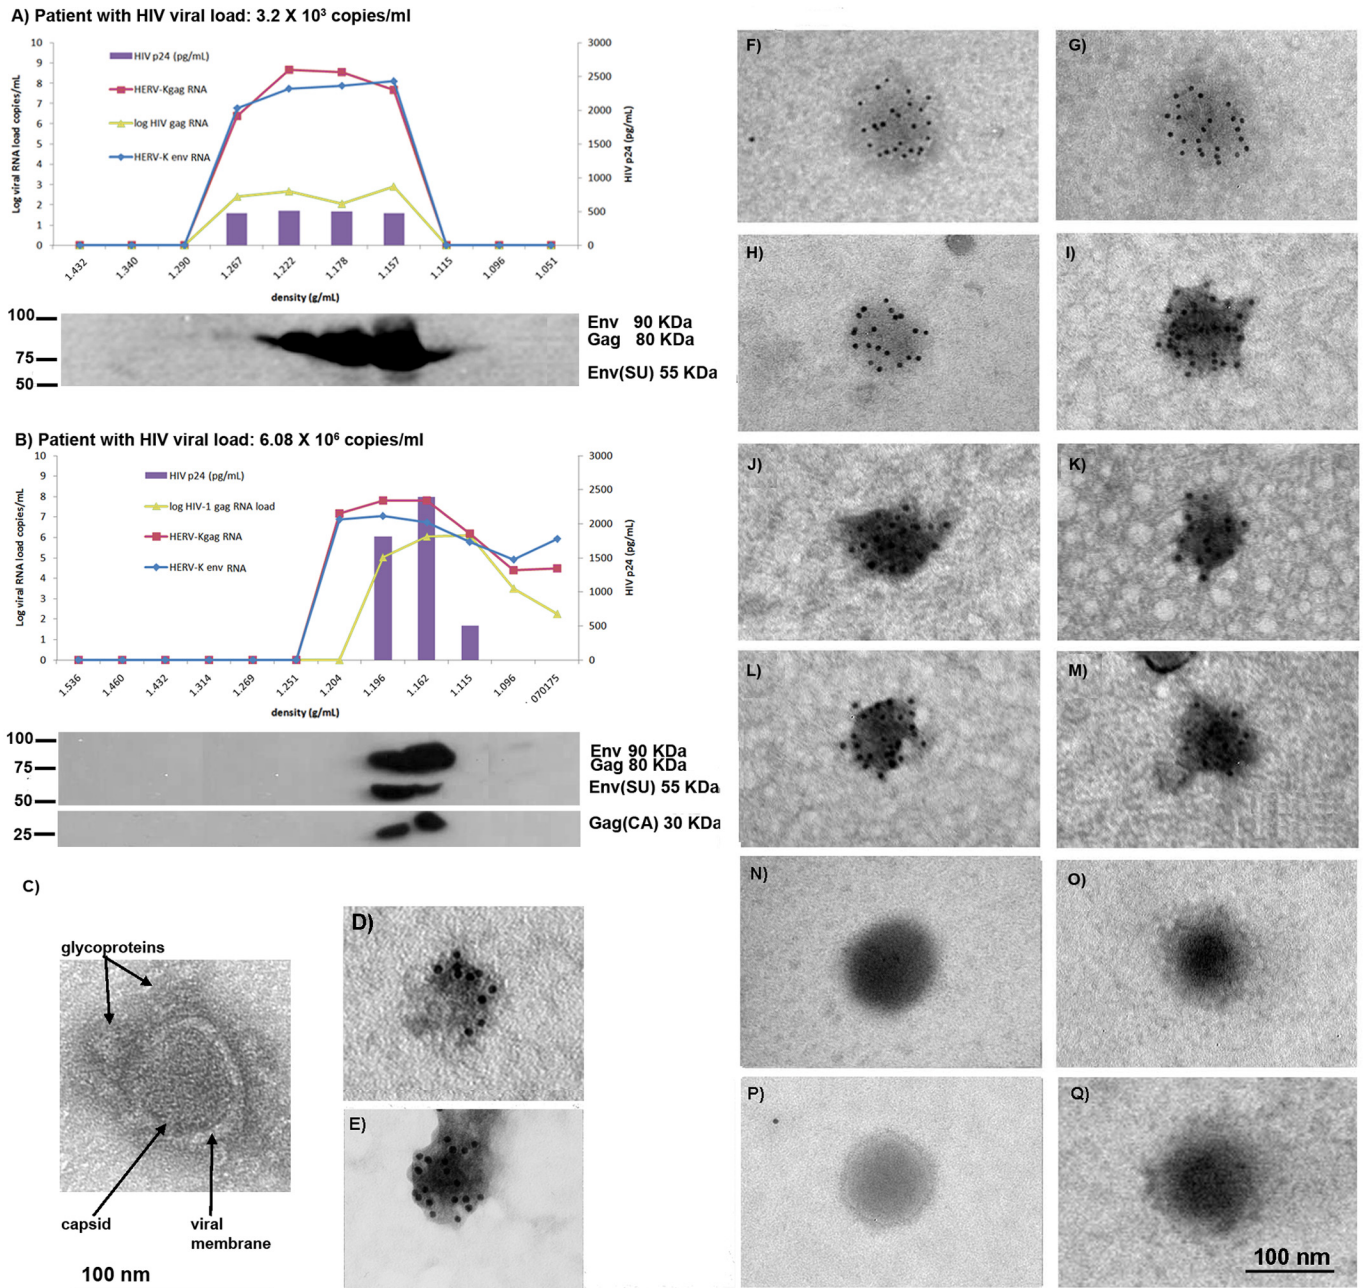 A) Patient with HIV viral load: 3.2 X 10³ copies/ml
10
9
8
7
6
5
4
3
2
1
0
Log viral RNA load copies/mL
HIV p24 (pg/mL)
HERV-Kgag RNA
log HIV gag RNA
HERV-K env RNA
3000
2500
2000
1500
1000
500
0
HIV p24 (pg/mL)
1.432
1.340
1.290
1.267
1.222
1.178
1.157
1.115
1.096
1.051
density (g/mL)
100
75
50
Env 90 KDa
Gag 80 KDa
Env(SU) 55 KDa
B) Patient with HIV viral load: 6.08 X 10⁶ copies/ml
10
9
8
7
6
5
4
3
2
1
0
Log viral RNA load copies/mL
HIV p24 (pg/mL)
log HIV-1 gag RNA load
HERV-Kgag RNA
HERV-K env RNA
3000
2500
2000
1500
1000
500
0
HIV p24 (pg/mL)
1.536
1.460
1.432
1.314
1.269
1.251
1.204
1.196
1.162
1.115
1.096
070175
density (g/mL)
100
75
50
25
Env 90 KDa
Gag 80 KDa
Env(SU) 55 KDa
Gag(CA) 30 KDa
C)
glycoproteins
capsid
viral
membrane
100 nm
D)
E)
F)
G)
H)
I)
J)
K)
L)
M)
N)
O)
P)
Q)
100 nm